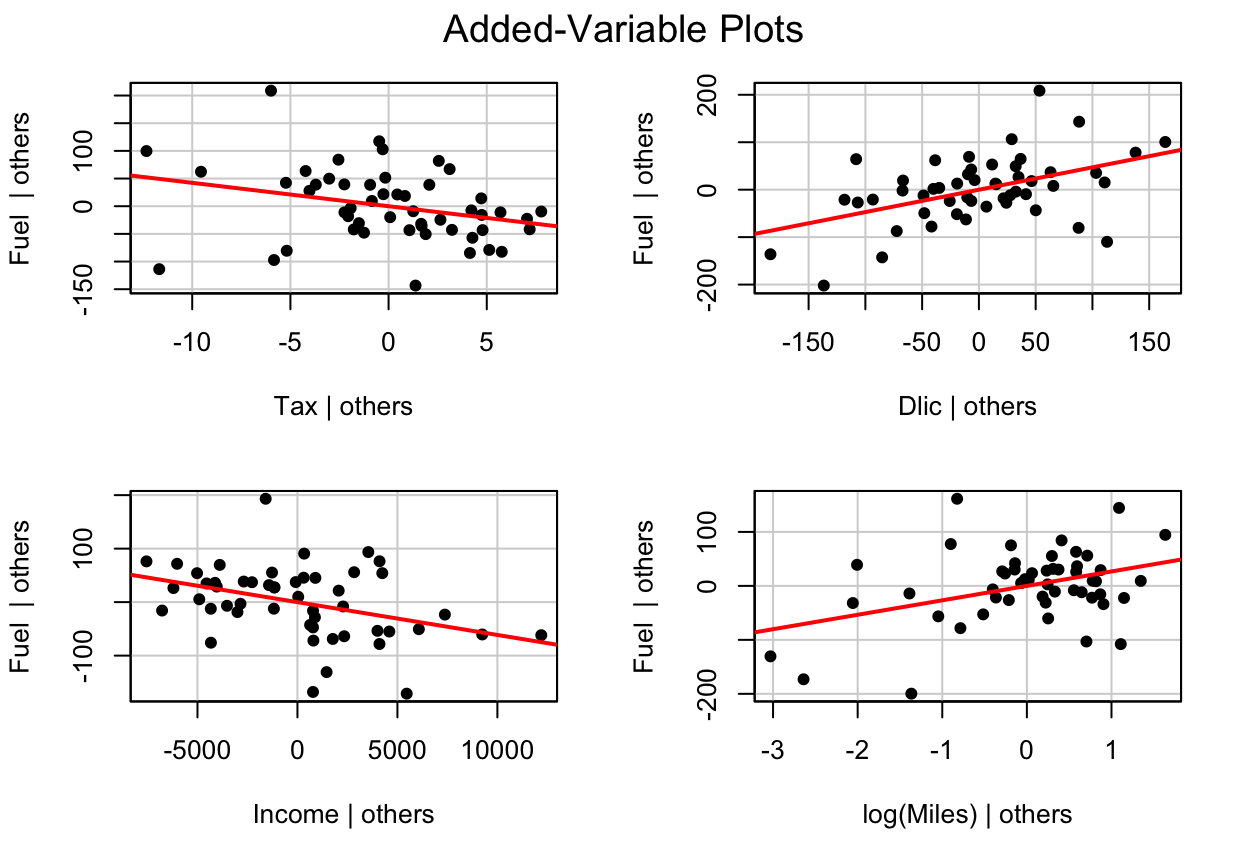 Added-Variable Plots
Fuel | others
100
0
-150
-10 -5 0 5
Tax | others
Fuel | others
200
0
-200
-150 -50 0 50 150
Dlic | others
Fuel | others
100
-100
-5000 0 5000 10000
Income | others
Fuel | others
100
0
-200
-3 -2 -1 0 1
log(Miles) | others